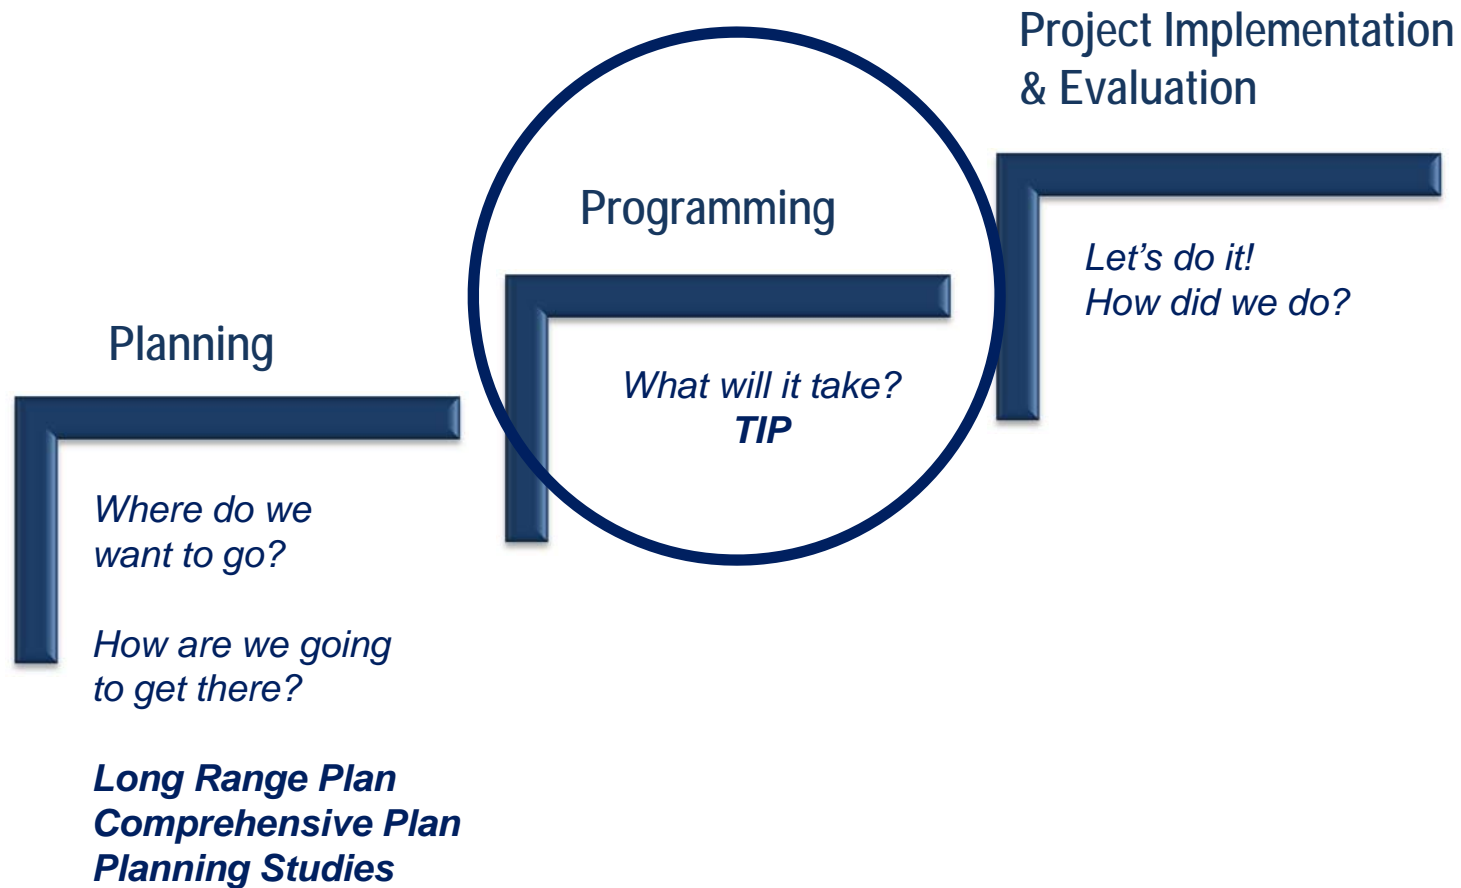 Planning
Where do we
want to go?
How are we going
to get there?
Long Range Plan
Comprehensive Plan
Planning Studies
Programming
What will it take?
TIP
Project Implementation
& Evaluation
Let’s do it!
How did we do?